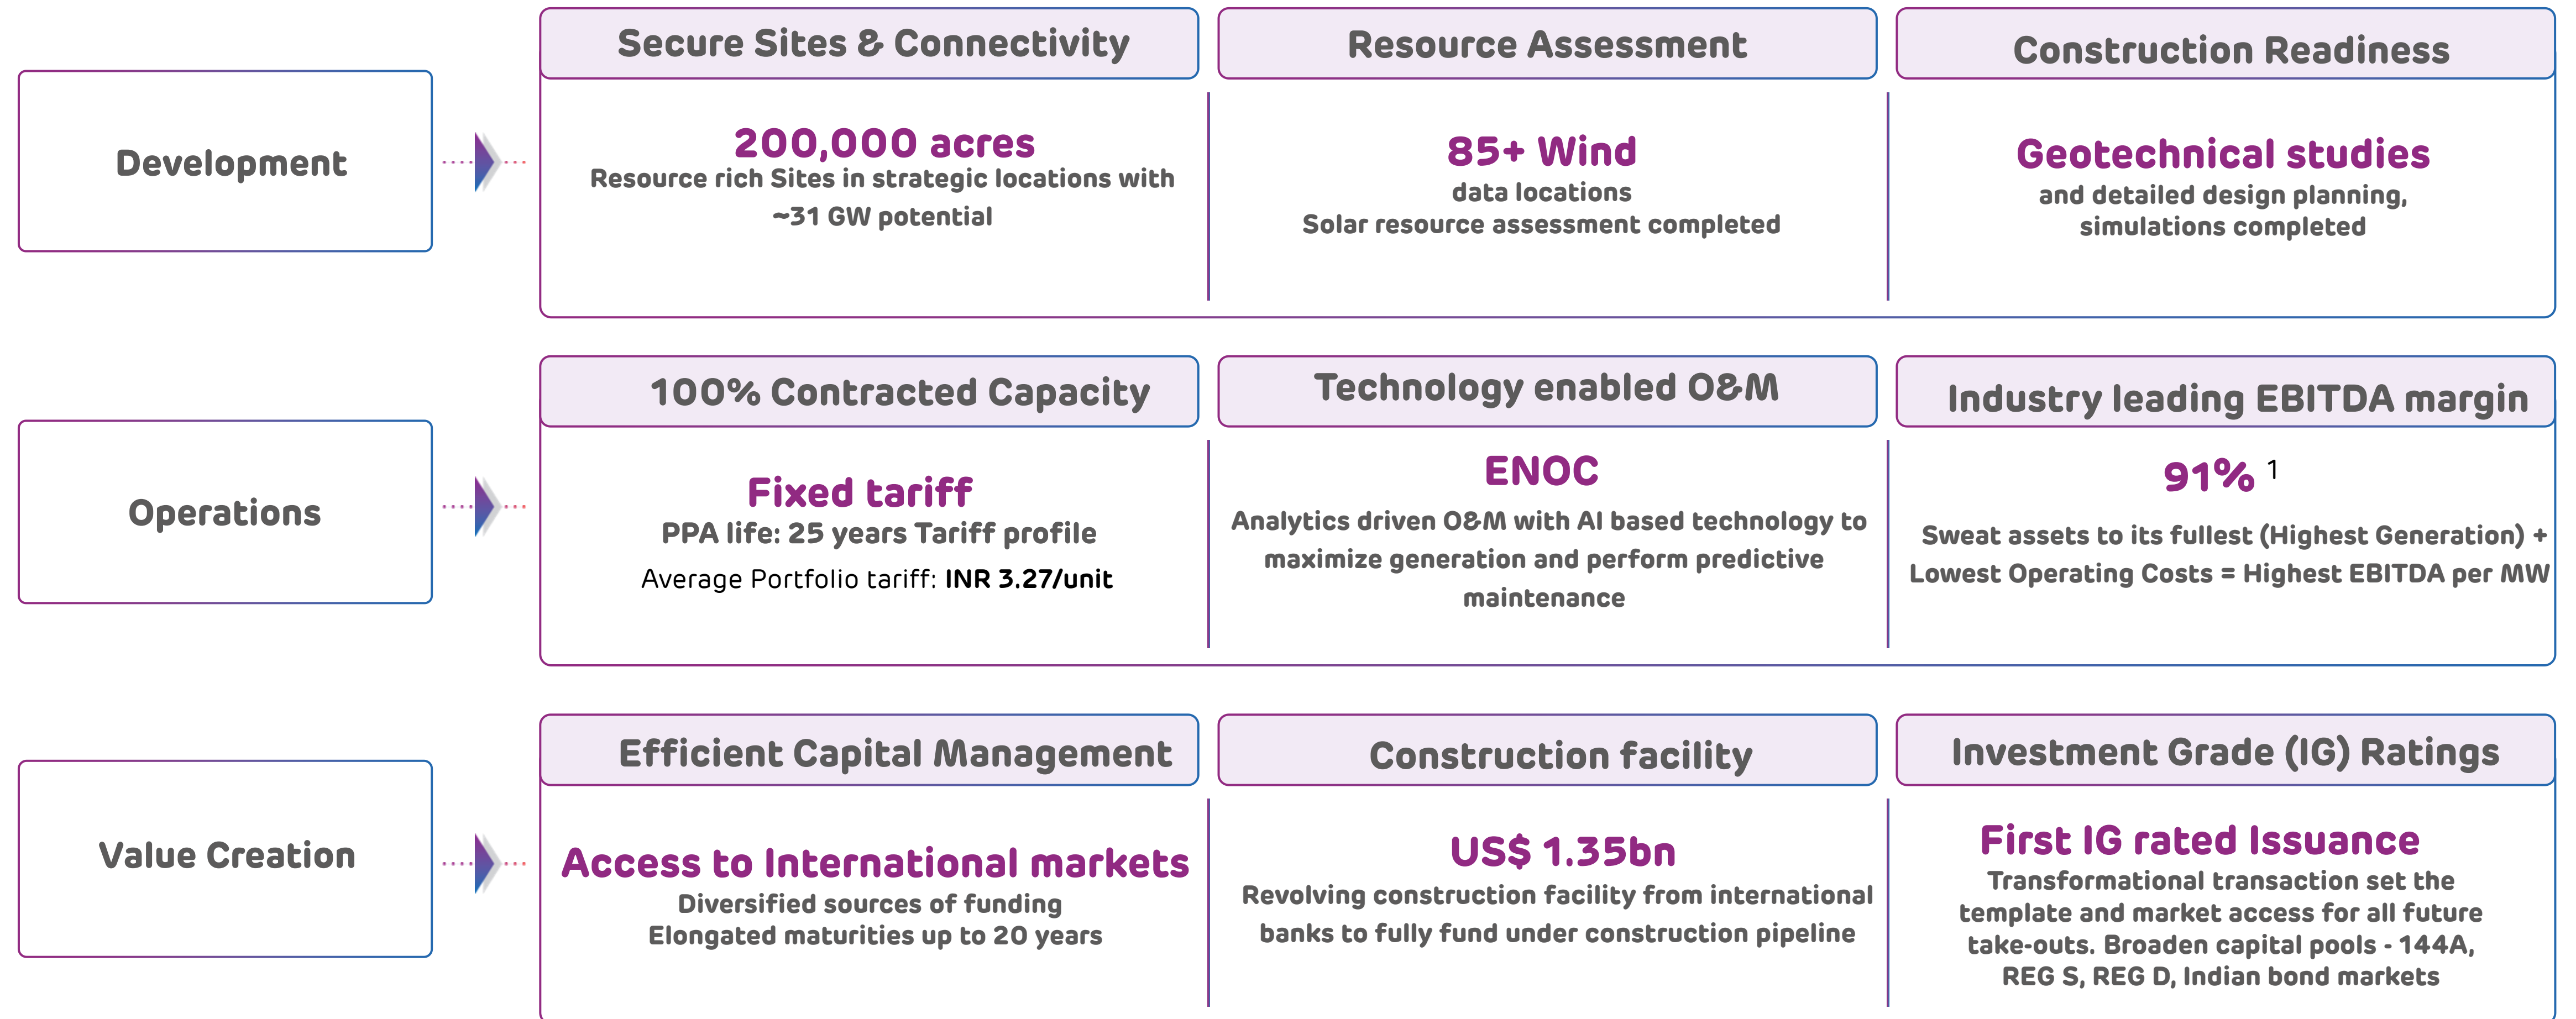 Development
Secure Sites & Connectivity
200,000 acres
Resource rich Sites in strategic locations with
~31 GW potential
Resource Assessment
85+ Wind
data locations
Solar resource assessment completed
Construction Readiness
Geotechnical studies
and detailed design planning,
simulations completed
Operations
100% Contracted Capacity
Fixed tariff
PPA life: 25 years Tariff profile
Average Portfolio tariff: INR 3.27/unit
Technology enabled O&M
ENOC
Analytics driven O&M with AI based technology to
maximize generation and perform predictive
maintenance
Industry leading EBITDA margin
91% 1
Sweat assets to its fullest (Highest Generation) +
Lowest Operating Costs = Highest EBITDA per MW
Value Creation
Efficient Capital Management
Access to International markets
Diversified sources of funding
Elongated maturities up to 20 years
Construction facility
US$ 1.35bn
Revolving construction facility from international
banks to fully fund under construction pipeline
Investment Grade (IG) Ratings
First IG rated Issuance
Transformational transaction set the
template and market access for all future
take-outs. Broaden capital pools - 144A,
REG S, REG D, Indian bond markets